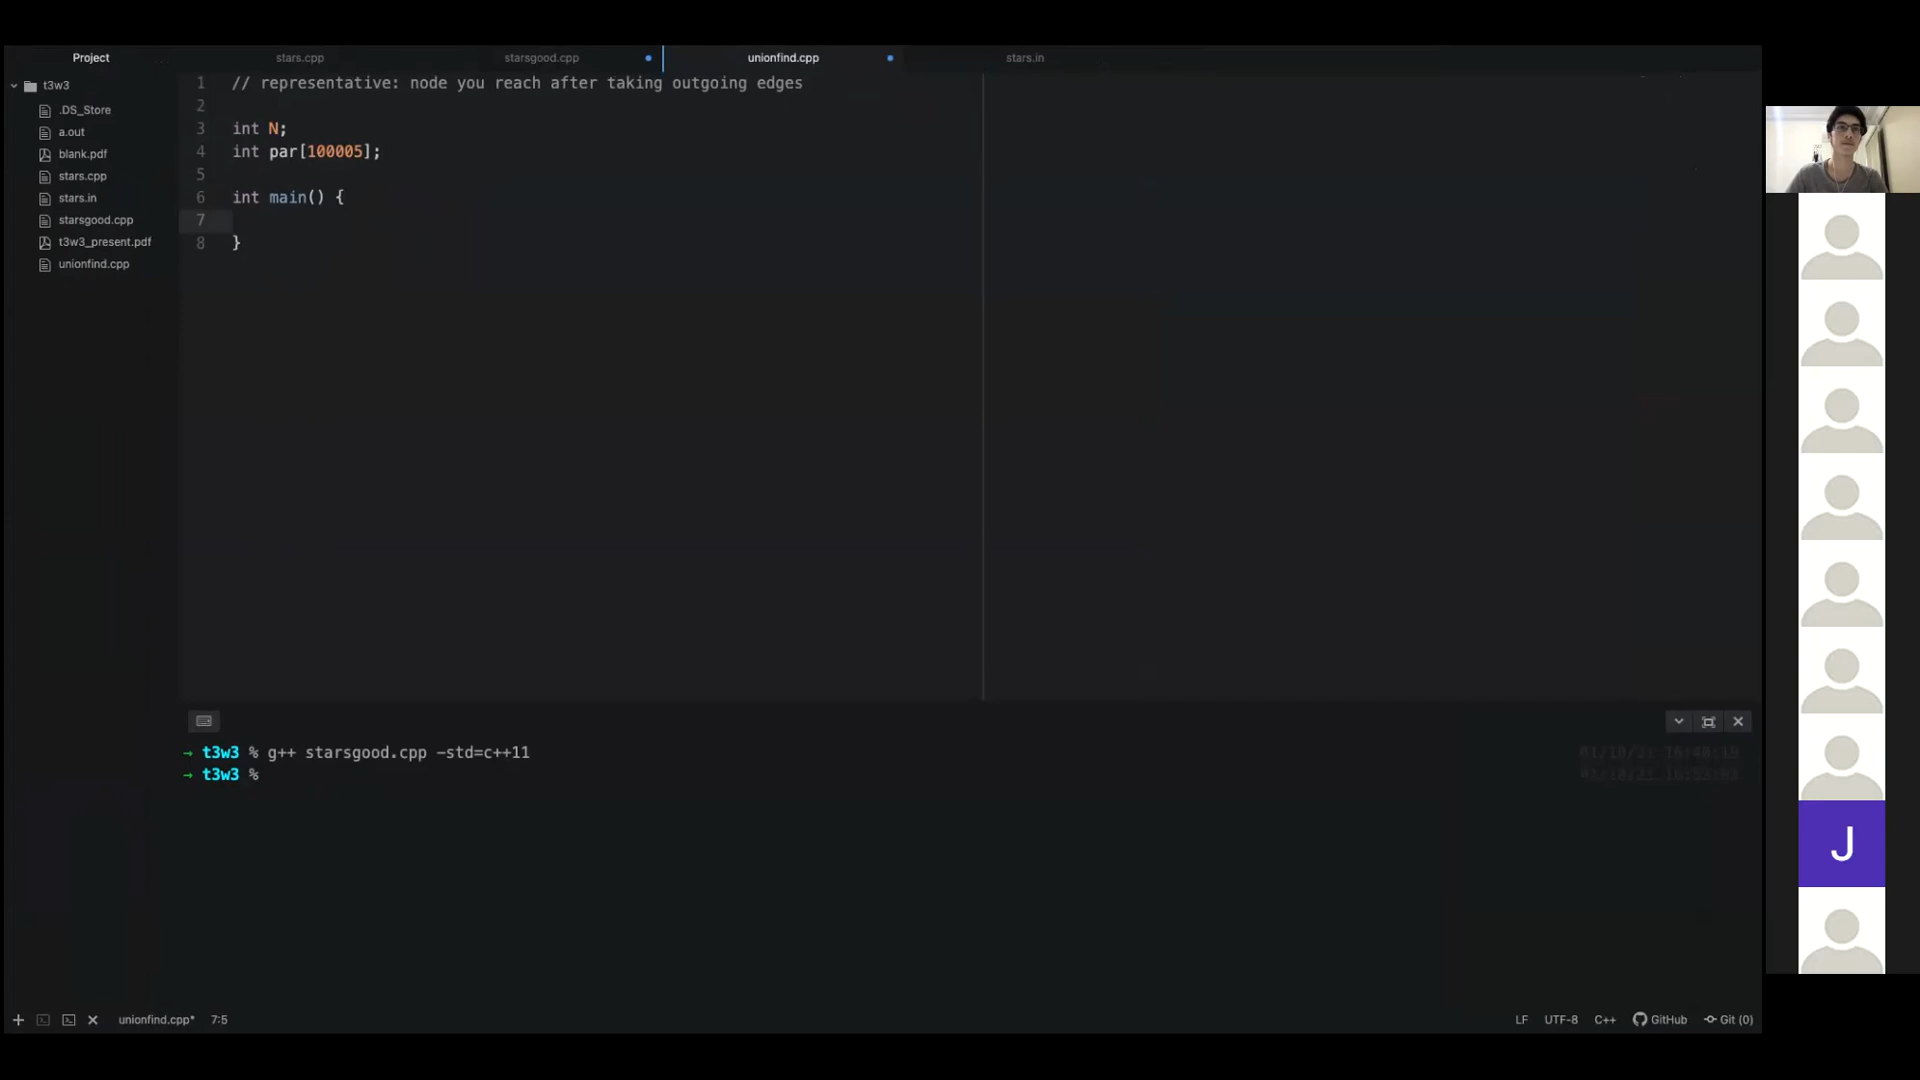 Project
stars.cpp
starsgood.cpp
unionfind.cpp
stars.in
t3w3
.DS_Store
a.out
blank.pdf
stars.cpp
stars.in
starsgood.cpp
t3w3_present.pdf
unionfind.cpp
1 // representative: node you reach after taking outgoing edges
2
3 int N;
4 int par[100005];
5
6 int main() {
7
8 }
→ t3w3 % g++ starsgood.cpp -std=c++11
→ t3w3 %
J
unionfind.cpp* 7:5
LF UTF-8 C++ GitHub Git (0)